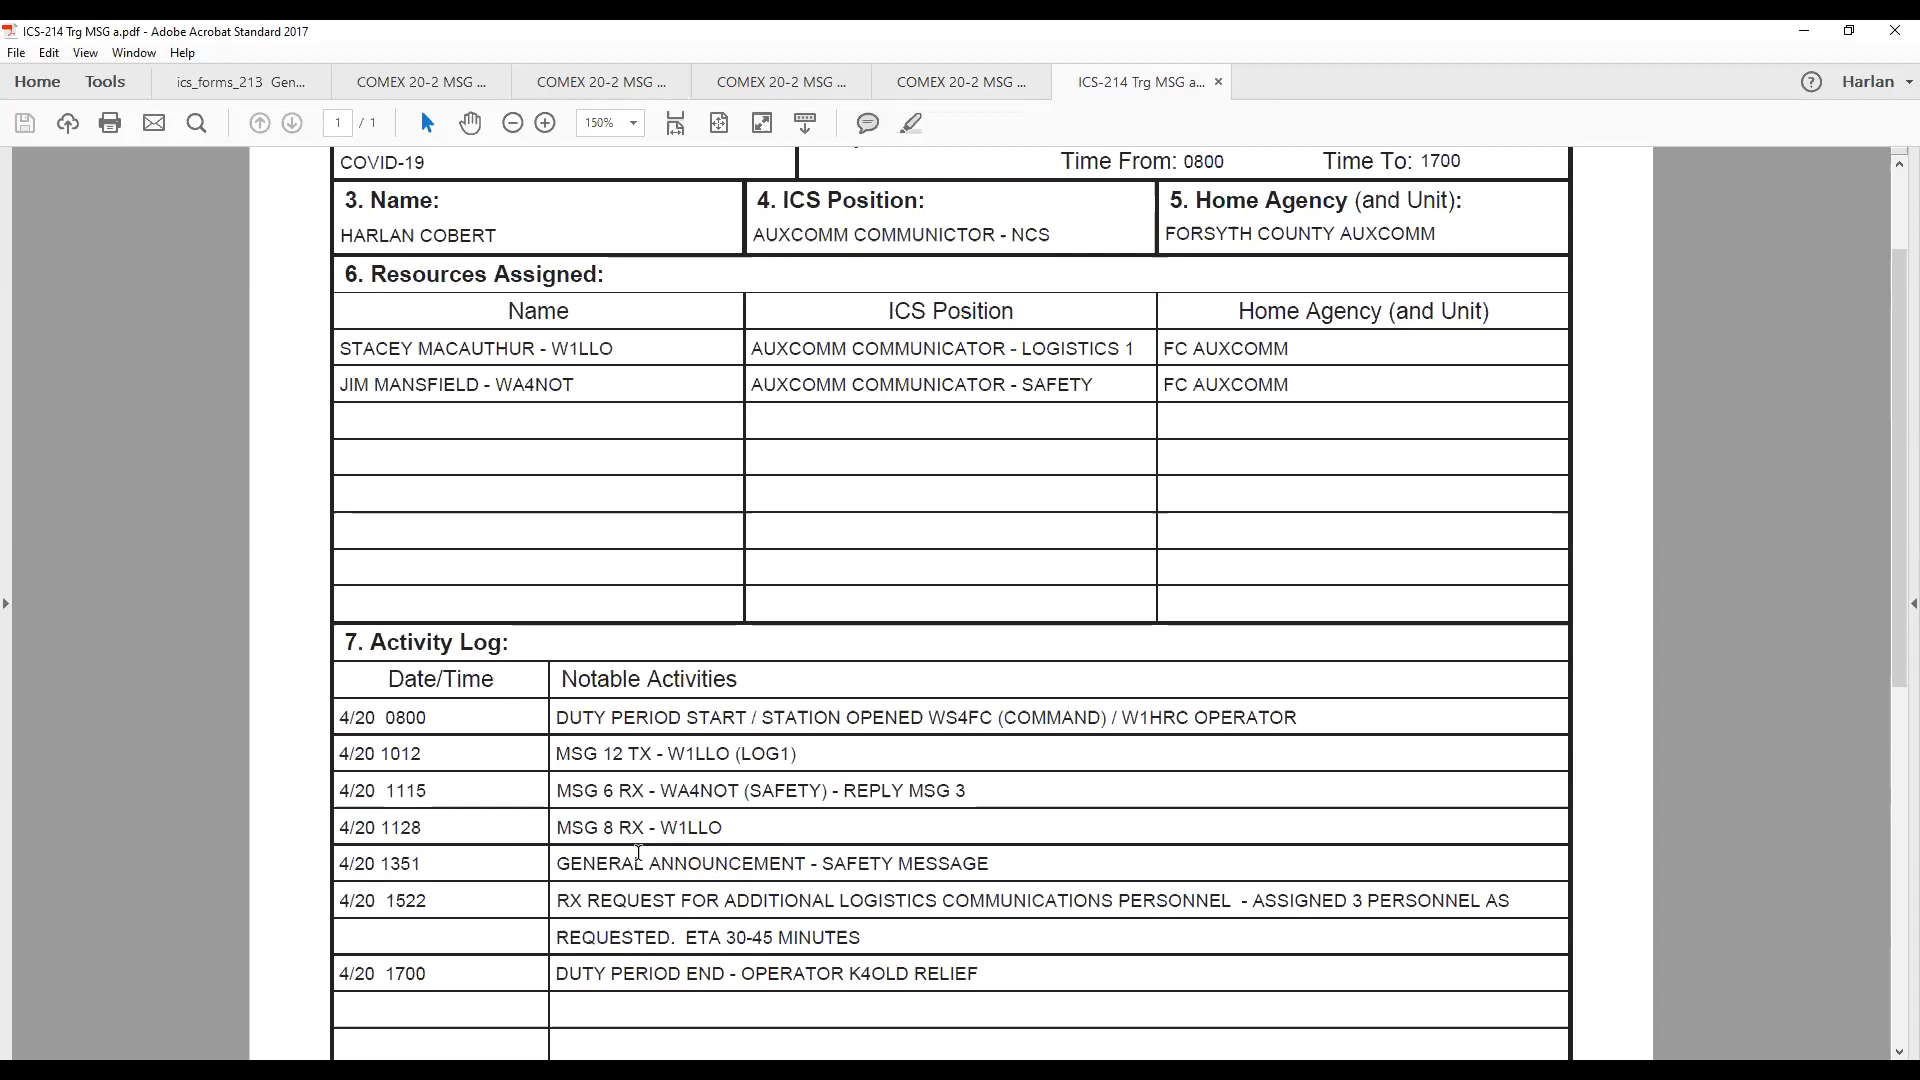 ICS-214 Trg MSG a.pdf - Adobe Acrobat Standard 2017
File Edit View Window Help
Home Tools ics_forms_213 Gen... COMEX 20-2 MSG ... COMEX 20-2 MSG ... COMEX 20-2 MSG ... COMEX 20-2 MSG ... ICS-214 Trg MSG a... × Harlan
1 / 1 150%
COVID-19 Time From: 0800 Time To: 1700
3. Name: 4. ICS Position: 5. Home Agency (and Unit):
HARLAN COBERT AUXCOMM COMMUNICTOR - NCS FORSYTH COUNTY AUXCOMM
6. Resources Assigned:
Name ICS Position Home Agency (and Unit)
STACEY MACAUTHUR - W1LLO AUXCOMM COMMUNICATOR - LOGISTICS 1 FC AUXCOMM
JIM MANSFIELD - WA4NOT AUXCOMM COMMUNICATOR - SAFETY FC AUXCOMM
7. Activity Log:
Date/Time Notable Activities
4/20 0800 DUTY PERIOD START / STATION OPENED WS4FC (COMMAND) / W1HRC OPERATOR
4/20 1012 MSG 12 TX - W1LLO (LOG1)
4/20 1115 MSG 6 RX - WA4NOT (SAFETY) - REPLY MSG 3
4/20 1128 MSG 8 RX - W1LLO
4/20 1351 GENERAL ANNOUNCEMENT - SAFETY MESSAGE
4/20 1522 RX REQUEST FOR ADDITIONAL LOGISTICS COMMUNICATIONS PERSONNEL - ASSIGNED 3 PERSONNEL AS
REQUESTED. ETA 30-45 MINUTES
4/20 1700 DUTY PERIOD END - OPERATOR K4OLD RELIEF